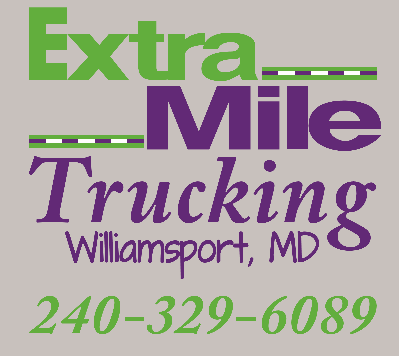 Extra
Mile
Trucking
Williamsport, MD
240-329-6089